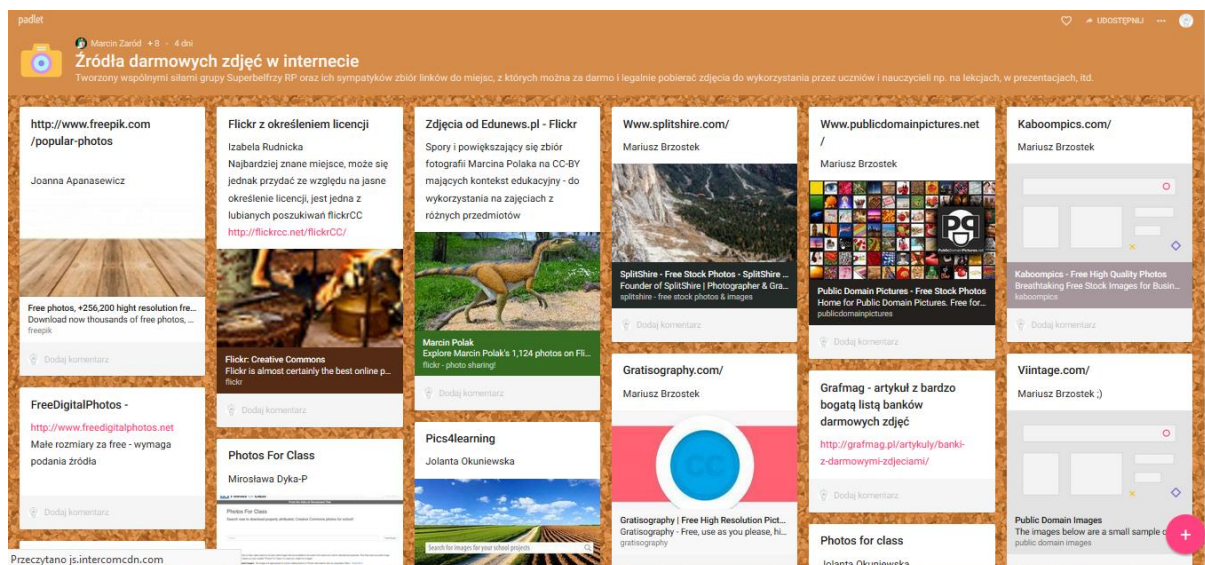 padlet
UDOSTĘPNIJ
Marcin Zaród +8 - 4 dni
Źródła darmowych zdjęć w internecie
Tworzony wspólnymi siłami grupy Superbelfrzy RP oraz ich sympatyków zbiór linków do miejsc, z których można za darmo i legalnie pobierać zdjęcia do wykorzystania przez uczniów i nauczycieli np. na lekcjach, w prezentacjach, itd.
http://www.freepik.com
/popular-photos
Joanna Apanasewicz
Free photos, +256,200 hight resolution fre...
Download now thousands of free photos, ...
freepik
Dodaj komentarz
FreeDigitalPhotos -
http://www.freedigitalphotos.net
Małe rozmiary za free - wymaga
podania źródła
Dodaj komentarz
Flickr z określeniem licencji
Izabela Rudnicka
Najbardziej znane miejsce, może się
jednak przydać ze względu na jasne
określenie licencji, jest jedna z
lubianych poszukiwań flickrCC
http://flickrcc.net/flickrCC/
Flickr: Creative Commons
Flickr is almost certainly the best online p...
flickr
Dodaj komentarz
Photos For Class
Mirosława Dyka-P
Photos For Class
Zdjęcia od Edunews.pl - Flickr
Spory i powiększający się zbiór
fotografii Marcina Polaka na CC-BY
mających kontekst edukacyjny - do
wykorzystania na zajęciach z
różnych przedmiotów
Marcin Polak
Explore Marcin Polak's 1,124 photos on Fli...
flickr - photo sharing!
Dodaj komentarz
Pics4learning
Jolanta Okuniewska
Search for images for your school projects
Www.splitshire.com/
Mariusz Brzostek
SplitShire - Free Stock Photos - SplitShire ...
Founder of SplitShire | Photographer & Gra...
splitshire - free stock photos & images
Dodaj komentarz
Gratisography.com/
Mariusz Brzostek
CC
Gratisography | Free High Resolution Pict...
Gratisography - Free, use as you please, hi...
gratisography
Www.publicdomainpictures.net
/
Mariusz Brzostek
PublicDomainPictures.net
Public Domain Pictures - Free Stock Photos
Home for Public Domain Pictures. Free for...
publicdomainpictures
Dodaj komentarz
Grafmag - artykuł z bardzo
bogatą listą banków
darmowych zdjęć
http://grafmag.pl/artykuly/banki-
z-darmowymi-zdjeciami/
Dodaj komentarz
Photos for class
Jolanta Okuniewska
Kaboompics.com/
Mariusz Brzostek
Kaboompics - Free High Quality Photos
Breathtaking Free Stock Images for Busin...
kaboompics
Dodaj komentarz
Viintage.com/
Mariusz Brzostek ;)
Public Domain Images
The images below are a small sample
public domain images
Przeczytano js.intercomcdn.com